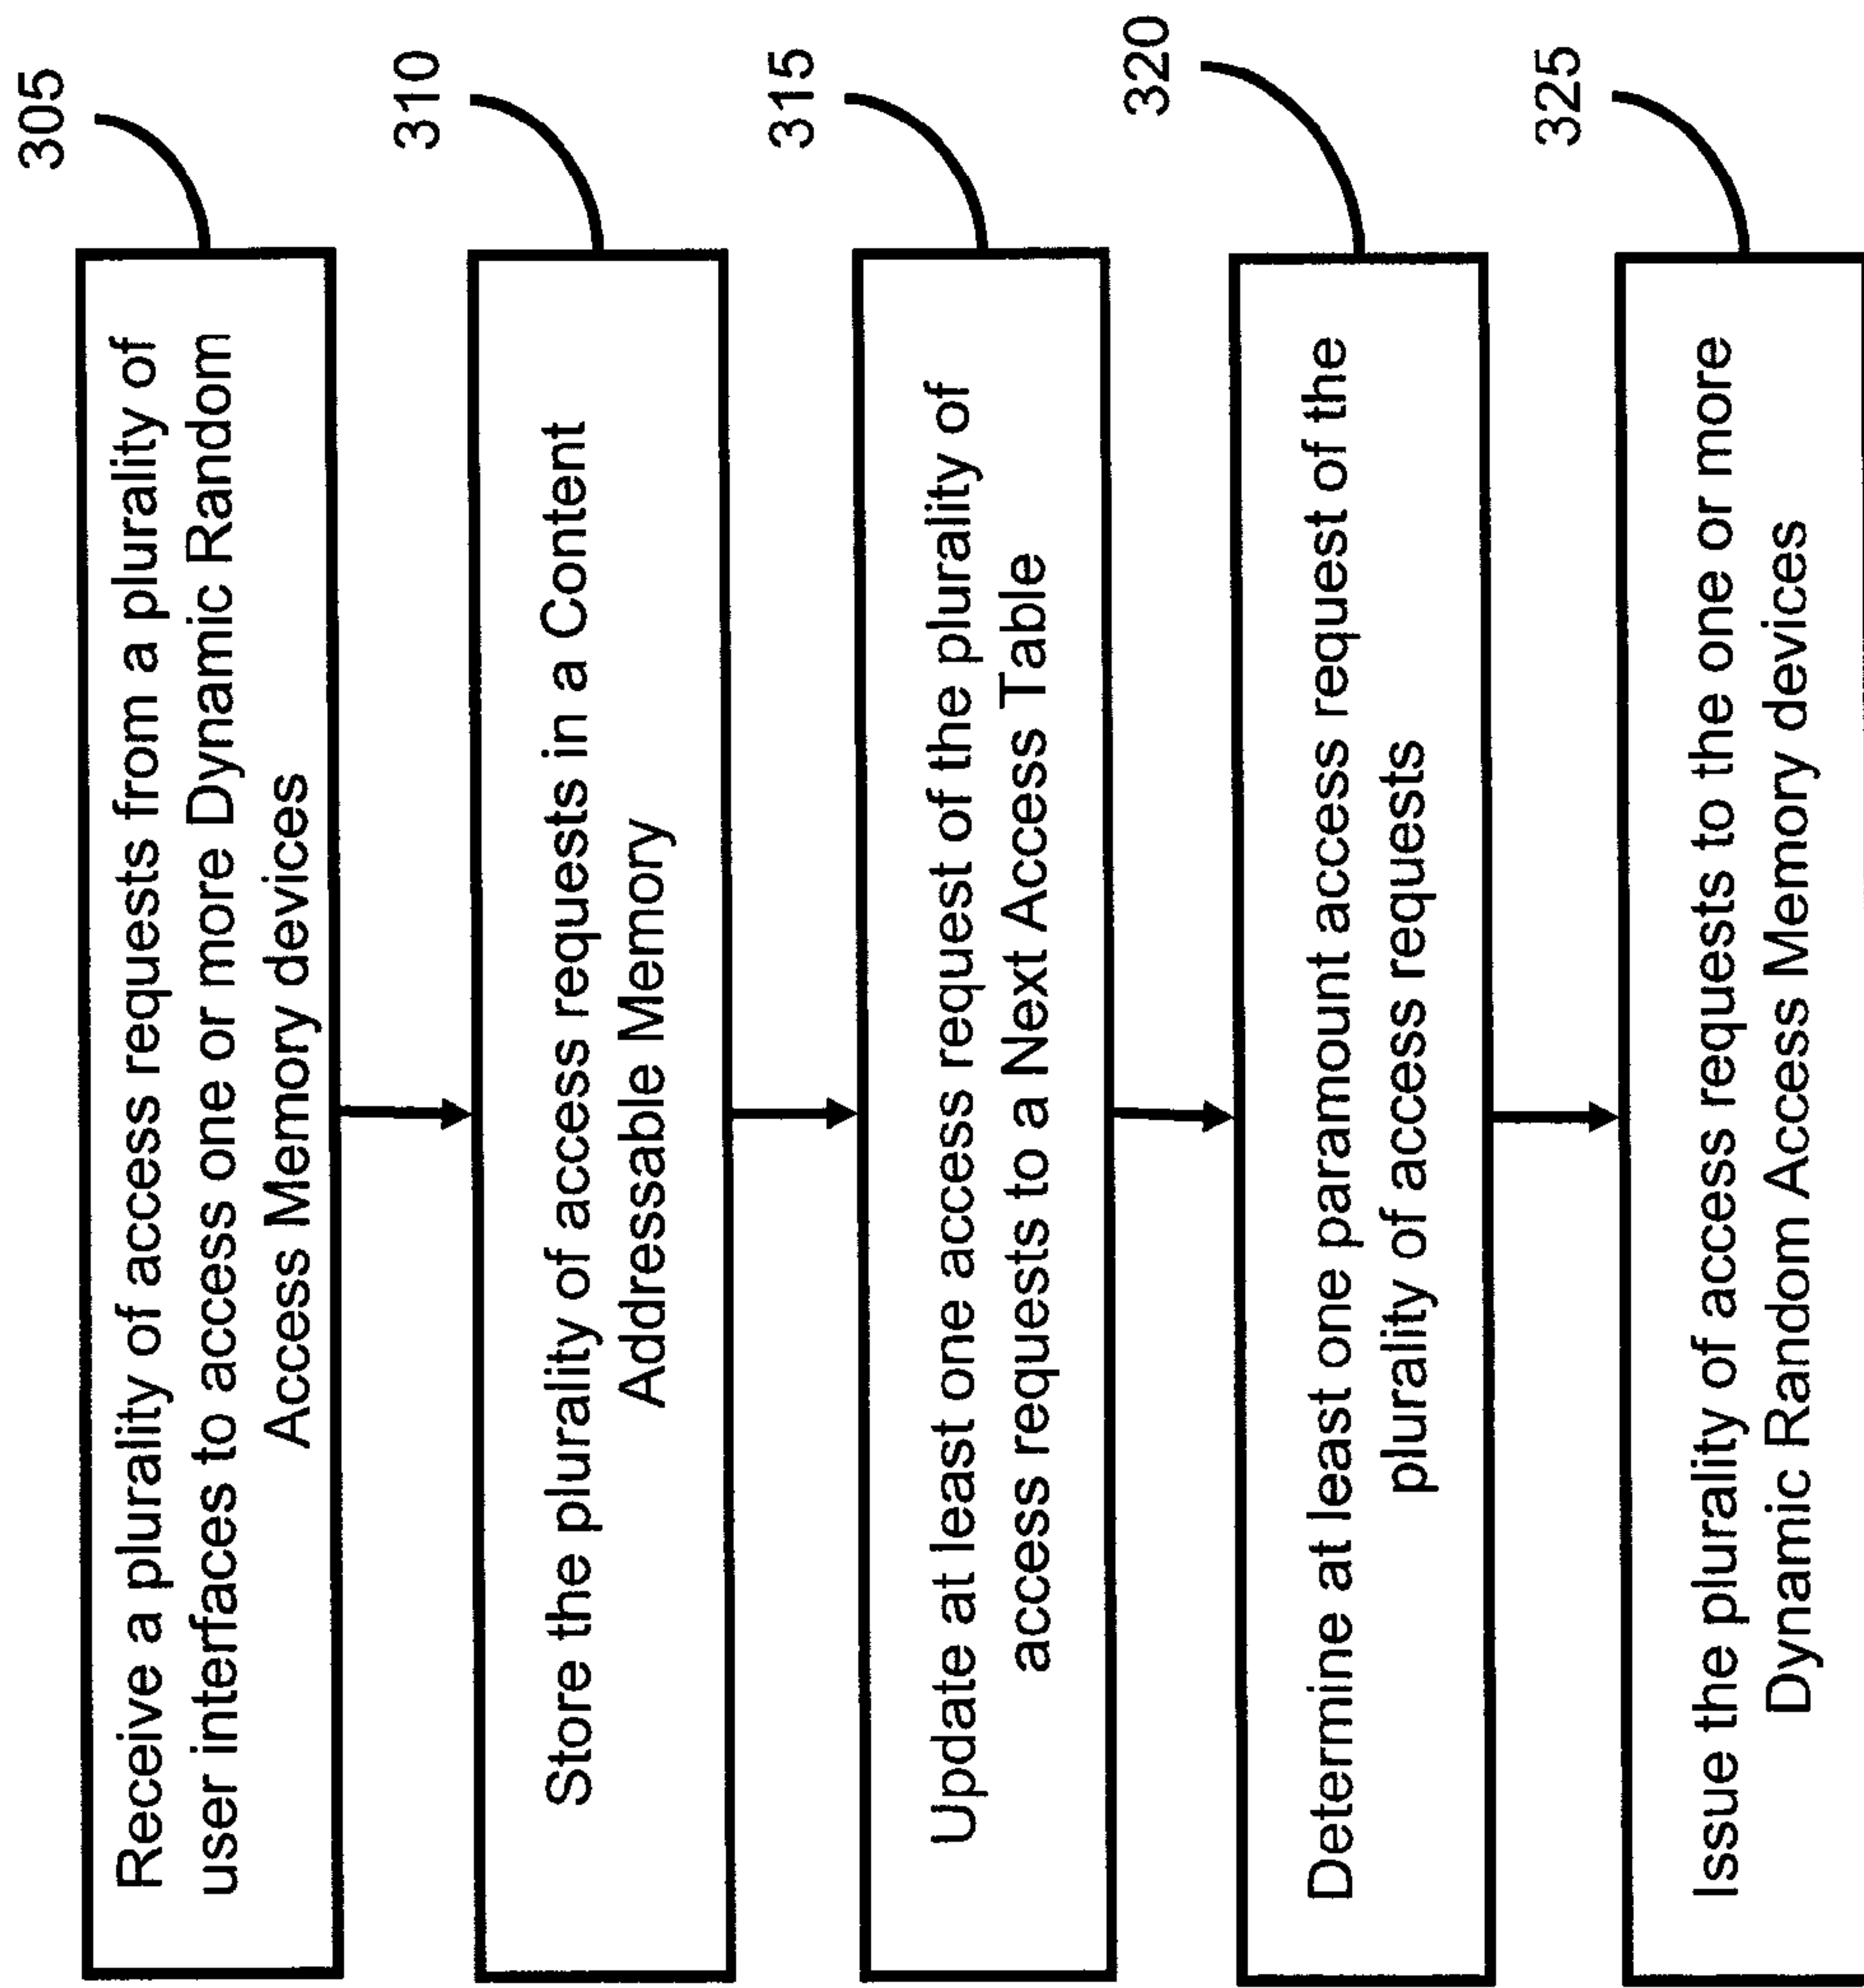 305
Receive a plurality of access requests from a plurality of
user interfaces to access one or more Dynamic Random
Access Memory devices
310
Store the plurality of access requests in a Content
Addressable Memory
315
Update at least one access request of the plurality of
access requests to a Next Access Table
320
Determine at least one paramount access request of the
plurality of access requests
325
Issue the plurality of access requests to the one or more
Dynamic Random Access Memory devices